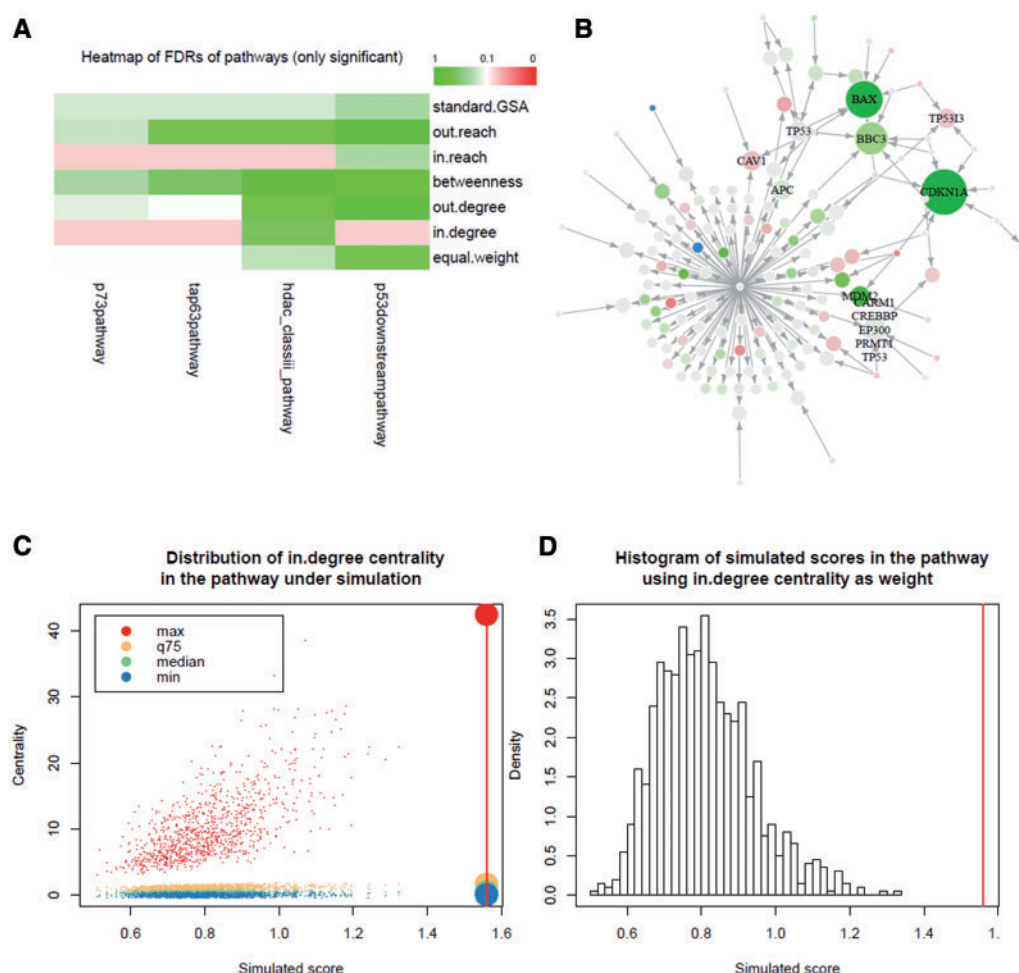 A
Heatmap of FDRs of pathways (only significant)
1 0.1 0
standard.GSA
out.reach
in.reach
betweenness
out.degree
in.degree
equal.weight
p73pathway
tap63pathway
hdac_classiii_pathway
p53downstreampathway
B
BAX
TP53I3
TP53
BBC3
CAV1
APC
CDKN1A
MDM2
CARM1
CREBBP
EP300
PRMT1
TP53
C
Distribution of in.degree centrality
in the pathway under simulation
max
q75
median
min
Centrality
0 10 20 30 40
0.6 0.8 1.0 1.2 1.4 1.6
Simulated score
D
Histogram of simulated scores in the pathway
using in.degree centrality as weight
Density
0.0 0.5 1.0 1.5 2.0 2.5 3.0 3.5
0.6 0.8 1.0 1.2 1.4 1.
Simulated score